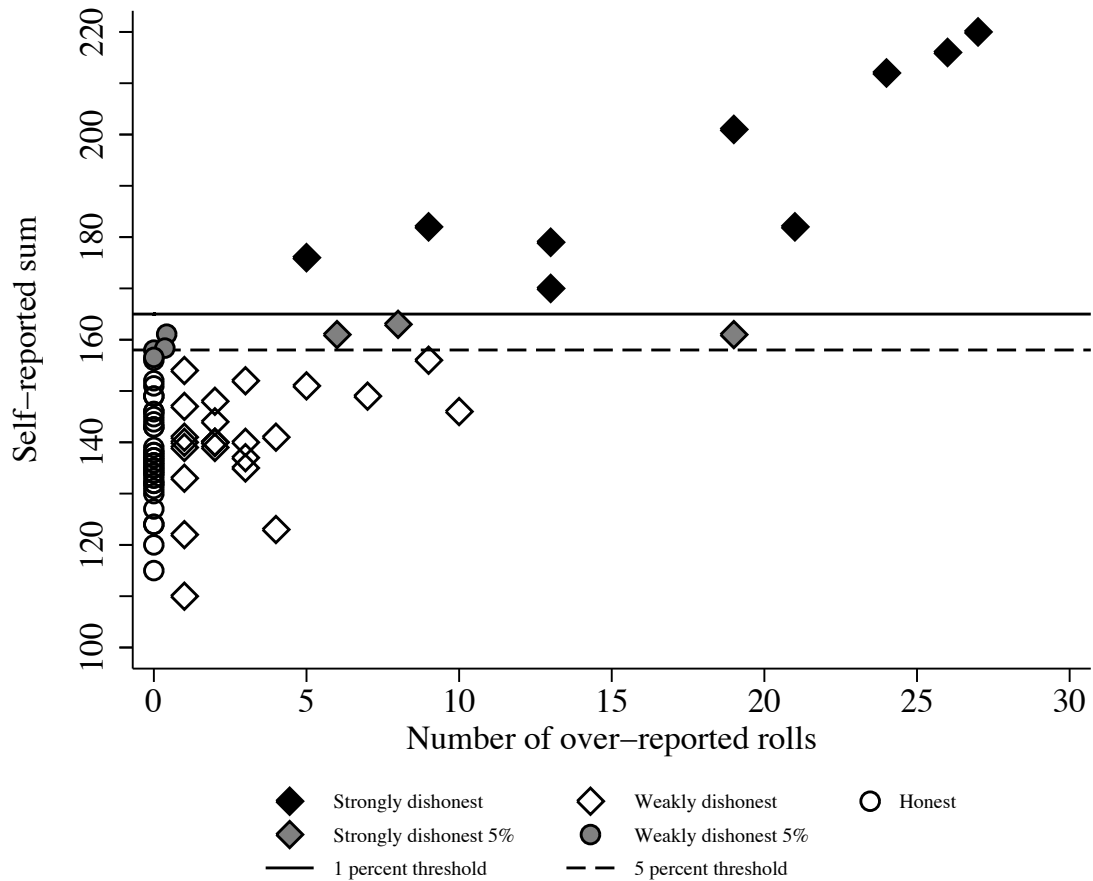 220
200
180
160
140
120
100
Self−reported sum
0 5 10 15 20 25 30
Number of over−reported rolls
Strongly dishonest Weakly dishonest Honest
Strongly dishonest 5% Weakly dishonest 5%
1 percent threshold 5 percent threshold